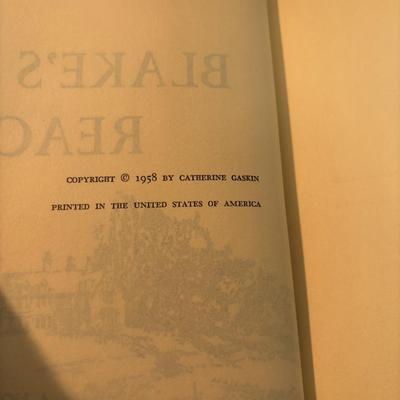 BLAKE'S
REAC
COPYRIGHT © 1958 BY CATHERINE GASKIN
PRINTED IN THE UNITED STATES OF AMERICA